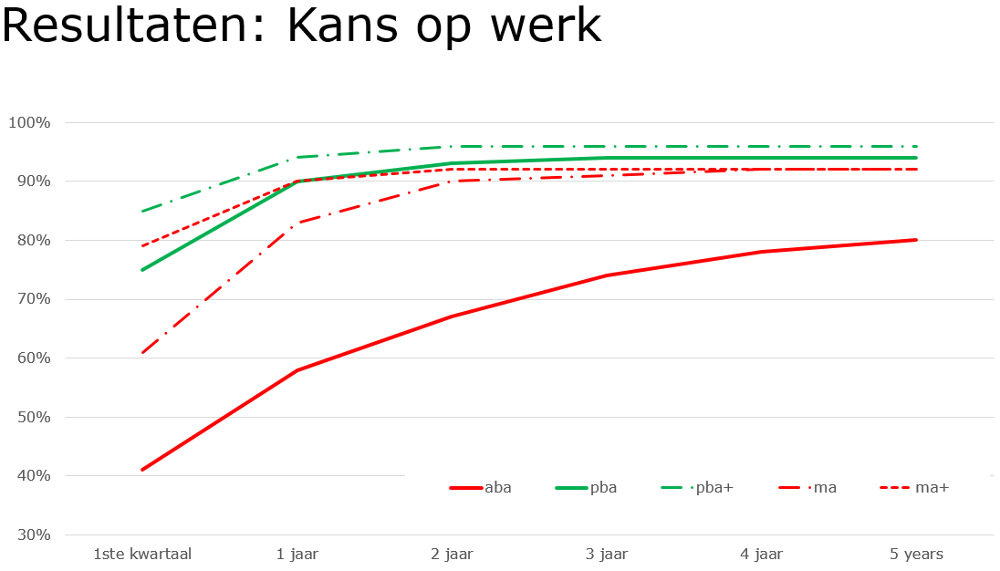 Resultaten: Kans op werk
100%
90%
80%
70%
60%
50%
40%
30%
aba pba pba+ ma ma+
1ste kwartaal 1 jaar 2 jaar 3 jaar 4 jaar 5 years